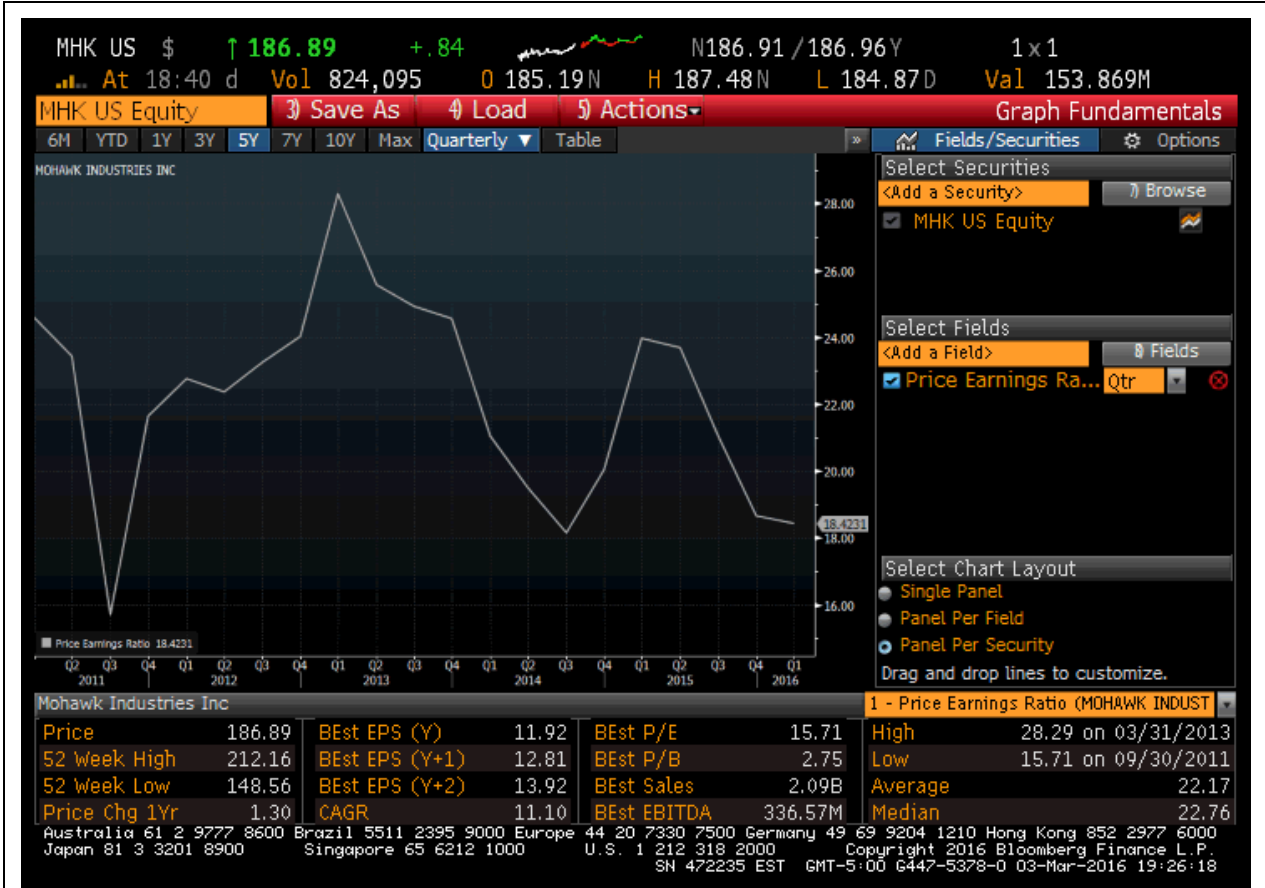 MHK US $ ↑ 186.89 +.84 N186.91/186.96Y 1x1
At 18:40 d Vol 824,095 O 185.19N H 187.48N L 184.87D Val 153.869M
MHK US Equity 3) Save As 4) Load 5) Actions Graph Fundamentals
6M YTD 1Y 3Y 5Y 7Y 10Y Max Quarterly ▼ Table » Fields/Securities Options
MOHAWK INDUSTRIES INC
Select Securities
<Add a Security> 7) Browse
MHK US Equity
28.00
26.00
24.00
22.00
20.00
18.4231
18.00
16.00
Select Fields
<Add a Field> 8) Fields
Price Earnings Ra... Qtr
Select Chart Layout
Single Panel
Panel Per Field
Panel Per Security
Drag and drop lines to customize.
Price Earnings Ratio 18.4231
Q2 Q3 Q4 Q1 Q2 Q3 Q4 Q1 Q2 Q3 Q4 Q1 Q2 Q3 Q4 Q1 Q2 Q3 Q4 Q1
2011 2012 2013 2014 2015 2016
Mohawk Industries Inc 1 - Price Earnings Ratio (MOHAWK INDUST
Price 186.89 BEst EPS (Y) 11.92 BEst P/E 15.71 High 28.29 on 03/31/2013
52 Week High 212.16 BEst EPS (Y+1) 12.81 BEst P/B 2.75 Low 15.71 on 09/30/2011
52 Week Low 148.56 BEst EPS (Y+2) 13.92 BEst Sales 2.09B Average 22.17
Price Chg 1Yr 1.30 CAGR 11.10 BEst EBITDA 336.57M Median 22.76
Australia 61 2 9777 8600 Brazil 5511 2395 9000 Europe 44 20 7330 7500 Germany 49 69 9204 1210 Hong Kong 852 2977 6000
Japan 81 3 3201 8900 Singapore 65 6212 1000 U.S. 1 212 318 2000 Copyright 2016 Bloomberg Finance L.P.
SN 472235 EST GMT-5:00 G447-5378-0 03-Mar-2016 19:26:18